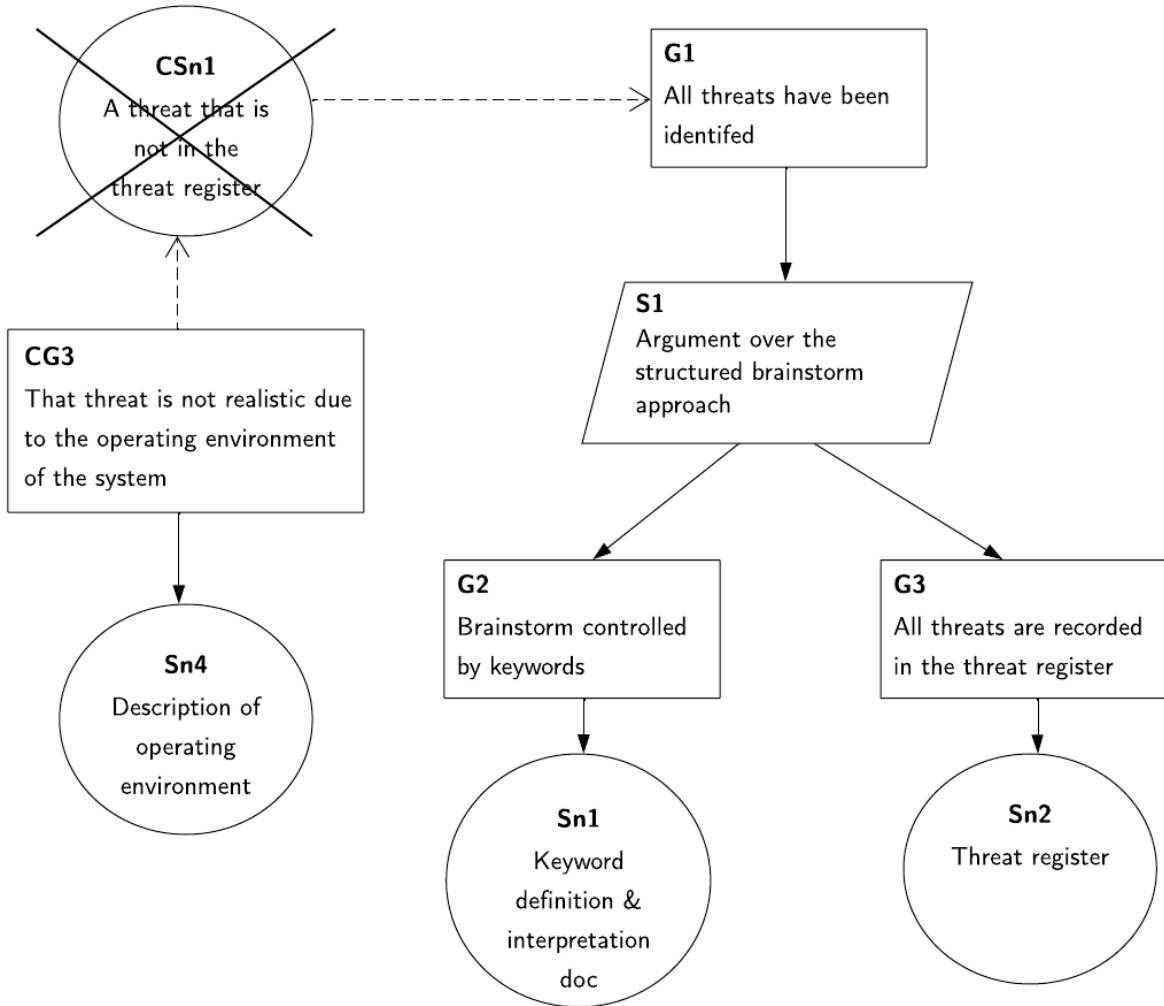 CSn1
A threat that is
not in the
threat register
G1
All threats have been
identifed
S1
Argument over the
structured brainstorm
approach
CG3
That threat is not realistic due
to the operating environment
of the system
G2
Brainstorm controlled
by keywords
G3
All threats are recorded
in the threat register
Sn4
Description of
operating
environment
Sn1
Keyword
definition &
interpretation
doc
Sn2
Threat register